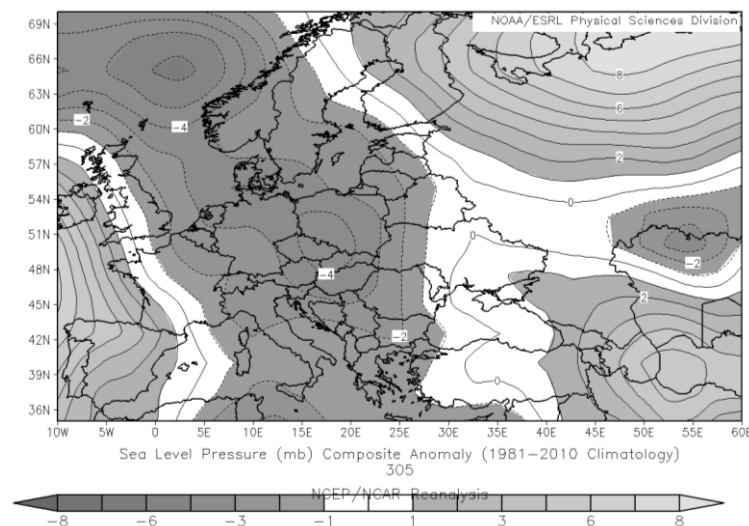 NOAA/ESRL Physical Sciences Division
69N
66N
63N
60N
57N
54N
51N
48N
45N
42N
39N
36N
8
6
2
-2
-4
0
-2
-4
2
-2
0
10W 5W 0 5E 10E 15E 20E 25E 30E 35E 40E 45E 50E 55E 60E
Sea Level Pressure (mb) Composite Anomaly (1981-2010 Climatology)
305
NCEP/NCAR Reanalysis
-8 -6 -3 -1 1 3 6 8